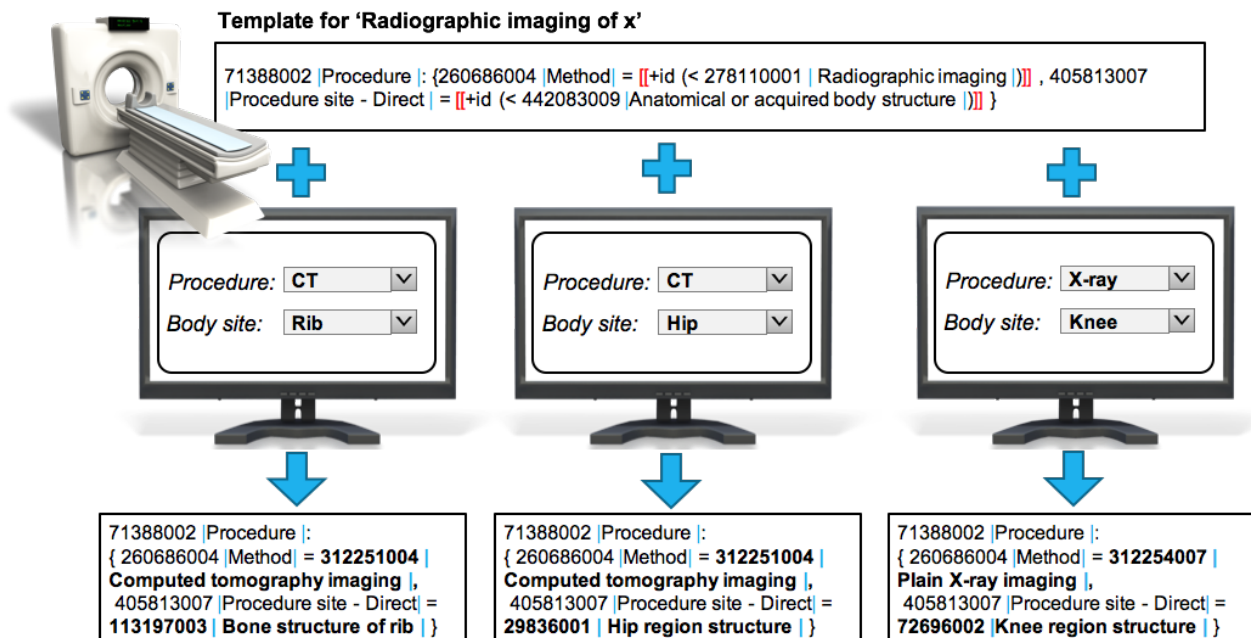 Template for ‘Radiographic imaging of x’
71388002 |Procedure |: {260686004 |Method| = [[+id (< 278110001 | Radiographic imaging |)]] , 405813007
|Procedure site - Direct | = [[+id (< 442083009 |Anatomical or acquired body structure |)]] }
Procedure: CT
Body site: Rib
Procedure: CT
Body site: Hip
Procedure: X-ray
Body site: Knee
71388002 |Procedure |:
{ 260686004 |Method| = 312251004 |
Computed tomography imaging |,
405813007 |Procedure site - Direct| =
113197003 | Bone structure of rib | }
71388002 |Procedure |:
{ 260686004 |Method| = 312251004 |
Computed tomography imaging |,
405813007 |Procedure site - Direct| =
29836001 | Hip region structure | }
71388002 |Procedure |:
{ 260686004 |Method| = 312254007 |
Plain X-ray imaging |,
405813007 |Procedure site - Direct| =
72696002 |Knee region structure | }